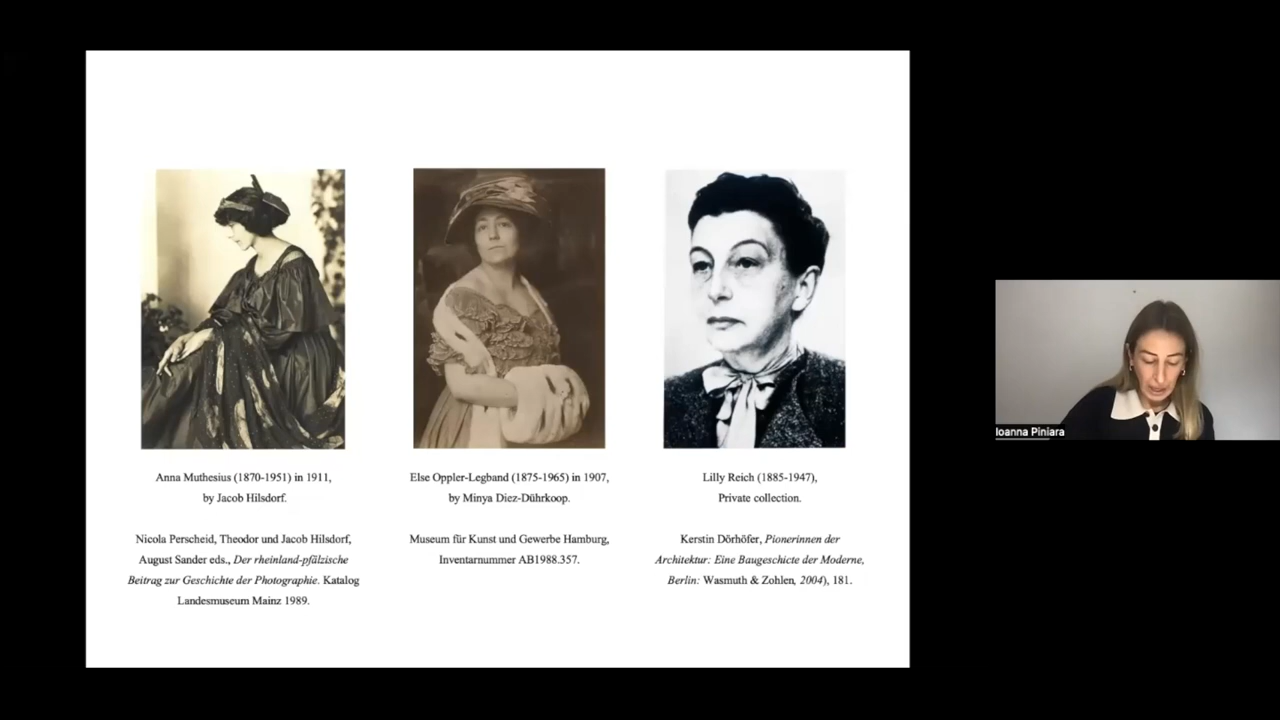 Anna Muthesius (1870-1951) in 1911,
by Jacob Hilsdorf.
Nicola Perscheid, Theodor und Jacob Hilsdorf,
August Sander eds., Der rheinland-pfälzische
Beitrag zur Geschichte der Photographie. Katalog
Landesmuseum Mainz 1989.
Else Oppler-Legband (1875-1965) in 1907,
by Minya Diez-Dührkoop.
Museum für Kunst und Gewerbe Hamburg,
Inventarnummer AB1988.357.
Lilly Reich (1885-1947),
Private collection.
Kerstin Dörhöfer, Pionerinnen der
Architektur: Eine Baugeschicte der Moderne,
Berlin: Wasmuth & Zohlen, 2004), 181.
Ioanna Piniara